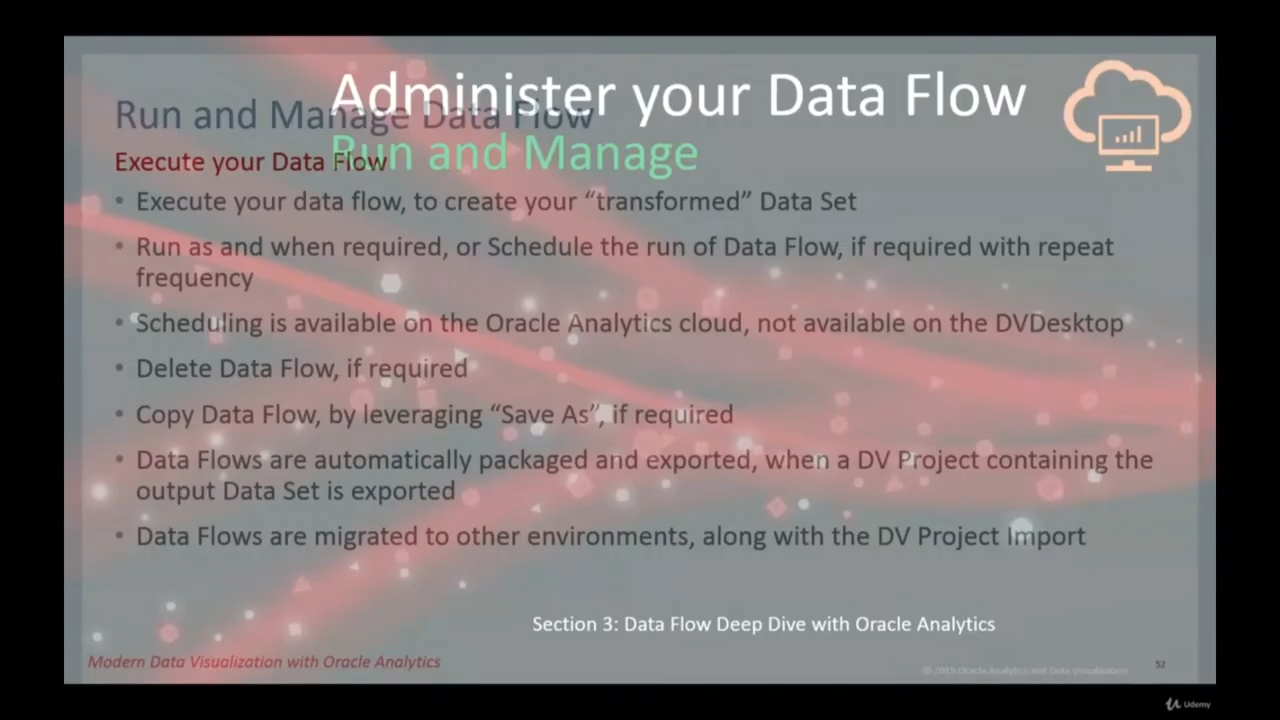 Administer your Data Flow
Run and Manage
Run and Manage Data Flow
Execute your Data Flow
• Execute your data flow, to create your “transformed” Data Set
• Run as and when required, or Schedule the run of Data Flow, if required with repeat
frequency
• Scheduling is available on the Oracle Analytics cloud, not available on the DVDesktop
• Delete Data Flow, if required
• Copy Data Flow, by leveraging “Save As”, if required
• Data Flows are automatically packaged and exported, when a DV Project containing the
output Data Set is exported
• Data Flows are migrated to other environments, along with the DV Project Import
Section 3: Data Flow Deep Dive with Oracle Analytics
Modern Data Visualization with Oracle Analytics
© 2019 Oracle Analytics and Data Visualization
52
Udemy